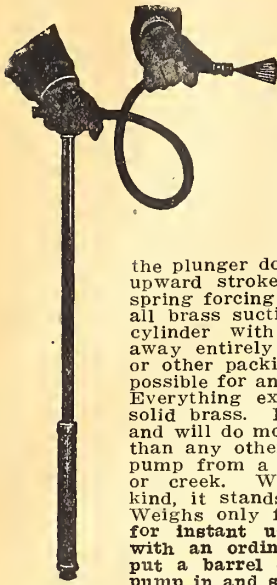 the plunger do
upward stroke
spring forcing
all brass sucti
cylinder with
away entirely
or other packi
possible for an
Everything ex
solid brass.
and will do mo
than any othe
pump from a
or creek. W
kind, it stands
Weighs only f
for instant u
with an ordin
put a barrel
pump in and s